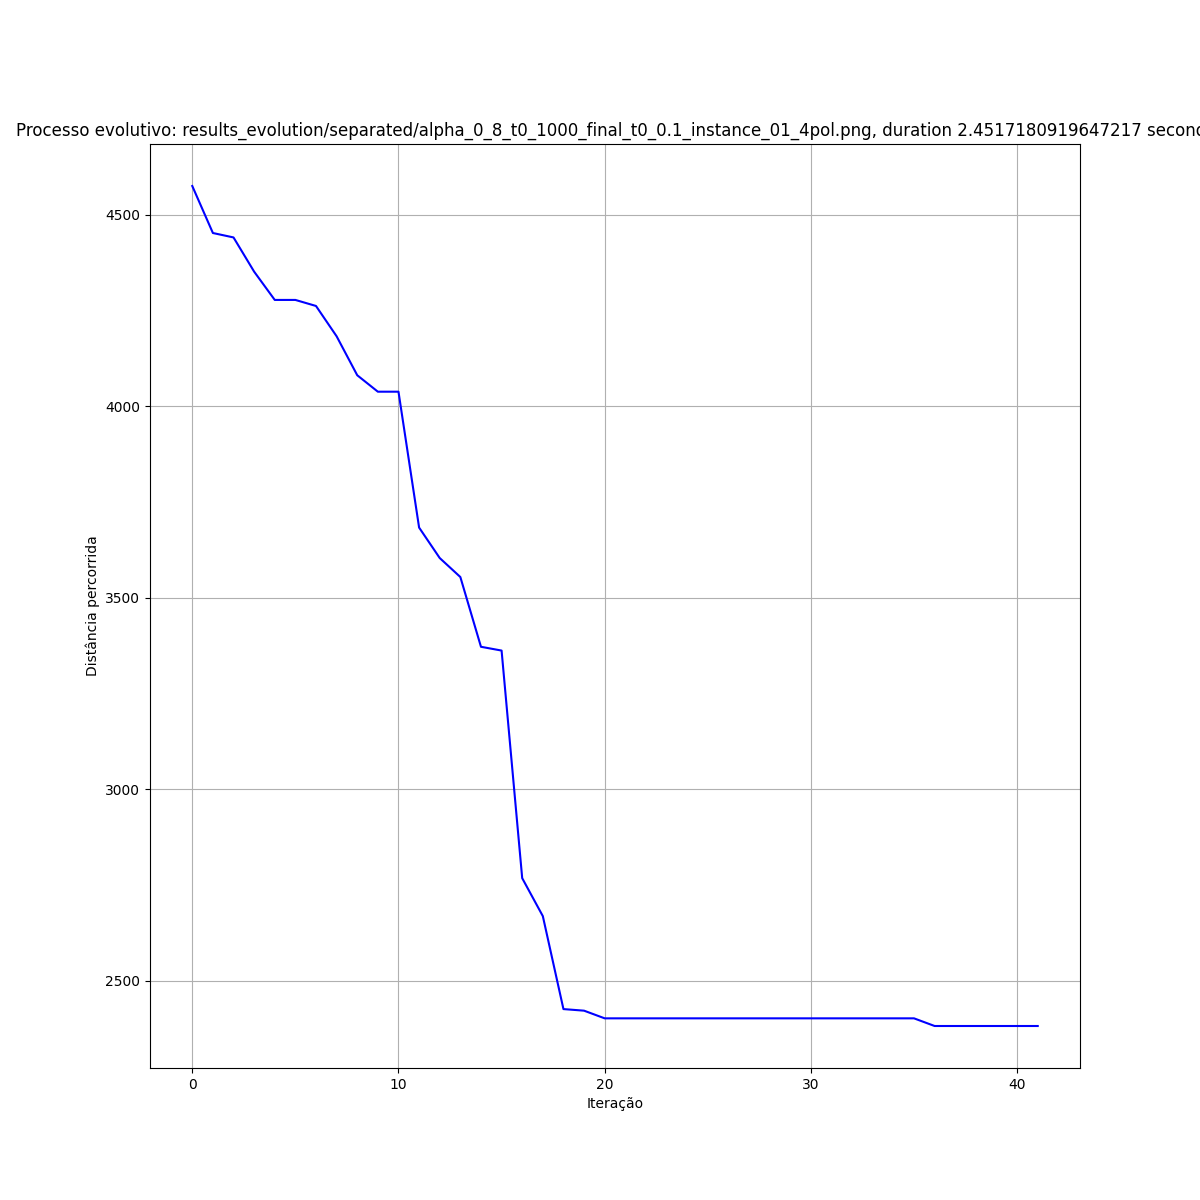 Processo evolutivo: results_evolution/separated/alpha_0_8_t0_1000_final_t0_0.1_instance_01_4pol.png, duration 2.4517180919647217
4500
4000
3500
3000
2500
Distância percorrida
0 10 20 30 40
Iteração